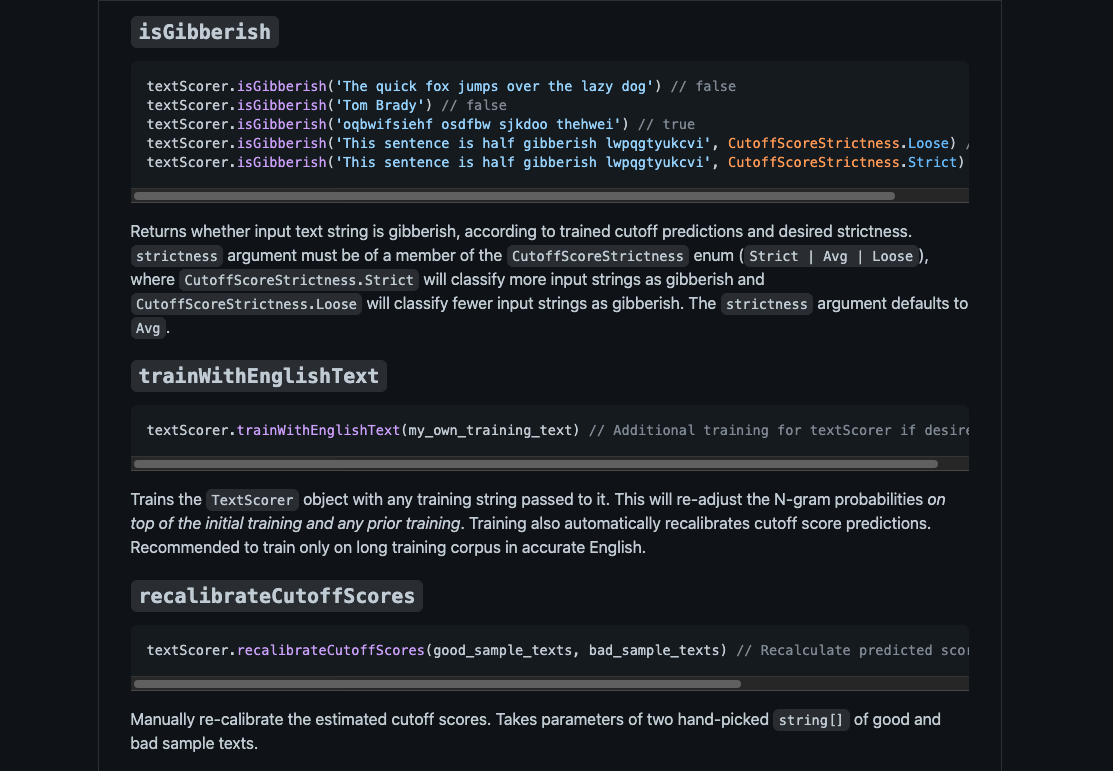 isGibberish
textScorer.isGibberish('The quick fox jumps over the lazy dog') // false
textScorer.isGibberish('Tom Brady') // false
textScorer.isGibberish('oqbwifsiehf osdfbw sjkdoo thehwei') // true
textScorer.isGibberish('This sentence is half gibberish lwpqgtyukcvi', CutoffScoreStrictness.Loose) /
textScorer.isGibberish('This sentence is half gibberish lwpqgtyukcvi', CutoffScoreStrictness.Strict)
Returns whether input text string is gibberish, according to trained cutoff predictions and desired strictness.
strictness argument must be of a member of the CutoffScoreStrictness enum ( Strict | Avg | Loose ),
where CutoffScoreStrictness.Strict will classify more input strings as gibberish and
CutoffScoreStrictness.Loose will classify fewer input strings as gibberish. The strictness argument defaults to
Avg .
trainWithEnglishText
textScorer.trainWithEnglishText(my_own_training_text) // Additional training for textScorer if desire
Trains the TextScorer object with any training string passed to it. This will re-adjust the N-gram probabilities on
top of the initial training and any prior training. Training also automatically recalibrates cutoff score predictions.
Recommended to train only on long training corpus in accurate English.
recalibrateCutoffScores
textScorer.recalibrateCutoffScores(good_sample_texts, bad_sample_texts) // Recalculate predicted scor
Manually re-calibrate the estimated cutoff scores. Takes parameters of two hand-picked string[] of good and
bad sample texts.